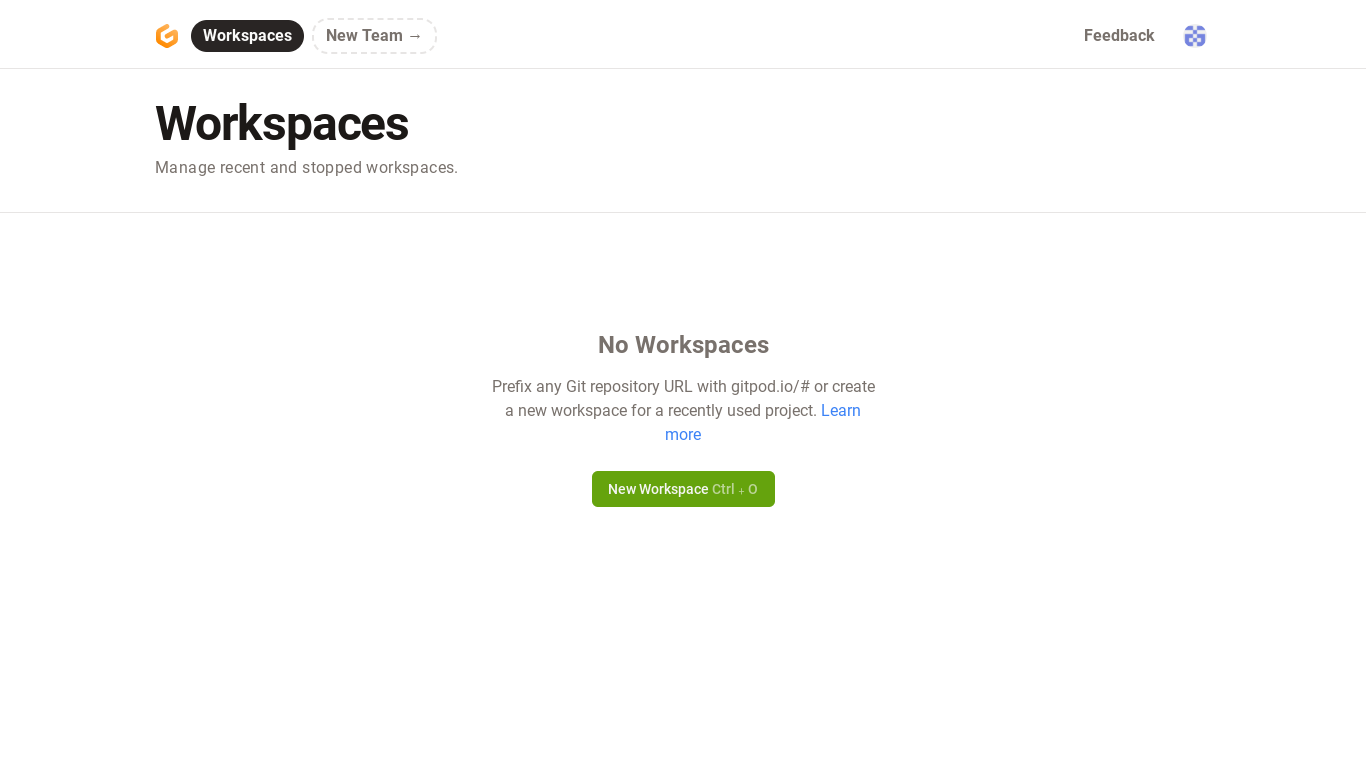 Workspaces
New Team →
Feedback
Workspaces
Manage recent and stopped workspaces.
No Workspaces
Prefix any Git repository URL with gitpod.io/# or create
a new workspace for a recently used project. Learn
more
New Workspace Ctrl + O